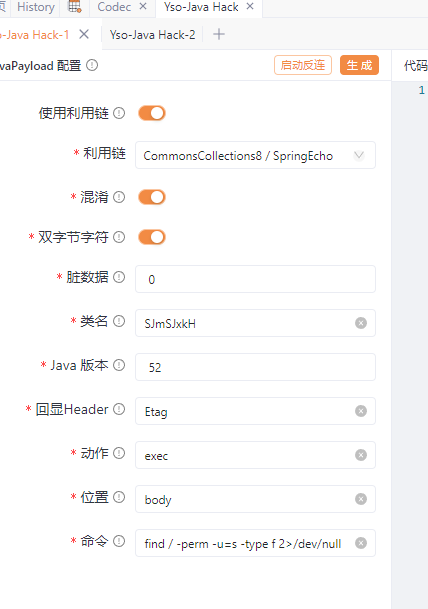 页 History Codec Yso-Java Hack
o-Java Hack-1 Yso-Java Hack-2
vaPayload 配置 启动反连 生成 代码
1
使用利用链
* 利用链 CommonsCollections8 / SpringEcho
* 混淆
* 双字节字符
* 脏数据 0
* 类名 SJmSJxkH
* Java 版本 52
* 回显Header Etag
* 动作 exec
* 位置 body
* 命令 find / -perm -u=s -type f 2>/dev/null